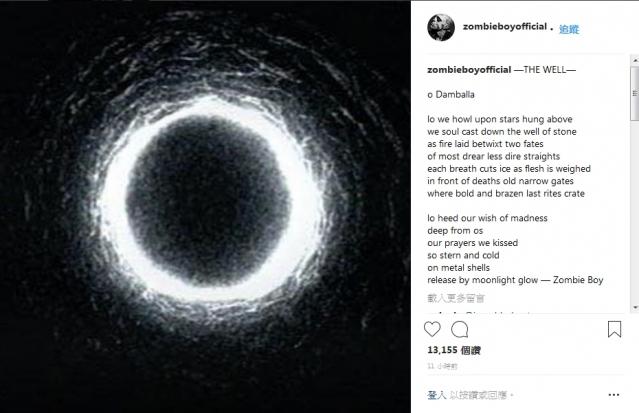 zombieboyofficial • 追蹤
zombieboyofficial —THE WELL—
o Damballa
lo we howl upon stars hung above
we soul cast down the well of stone
as fire laid betwixt two fates
of most drear less dire straights
each breath cuts ice as flesh is weighed
in front of deaths old narrow gates
where bold and brazen last rites crate
lo heed our wish of madness
deep from os
our prayers we kissed
so stern and cold
on metal shells
release by moonlight glow — Zombie Boy
載入更多留言
13,155 個讚
11 小時前
登入 以按讚或回應。